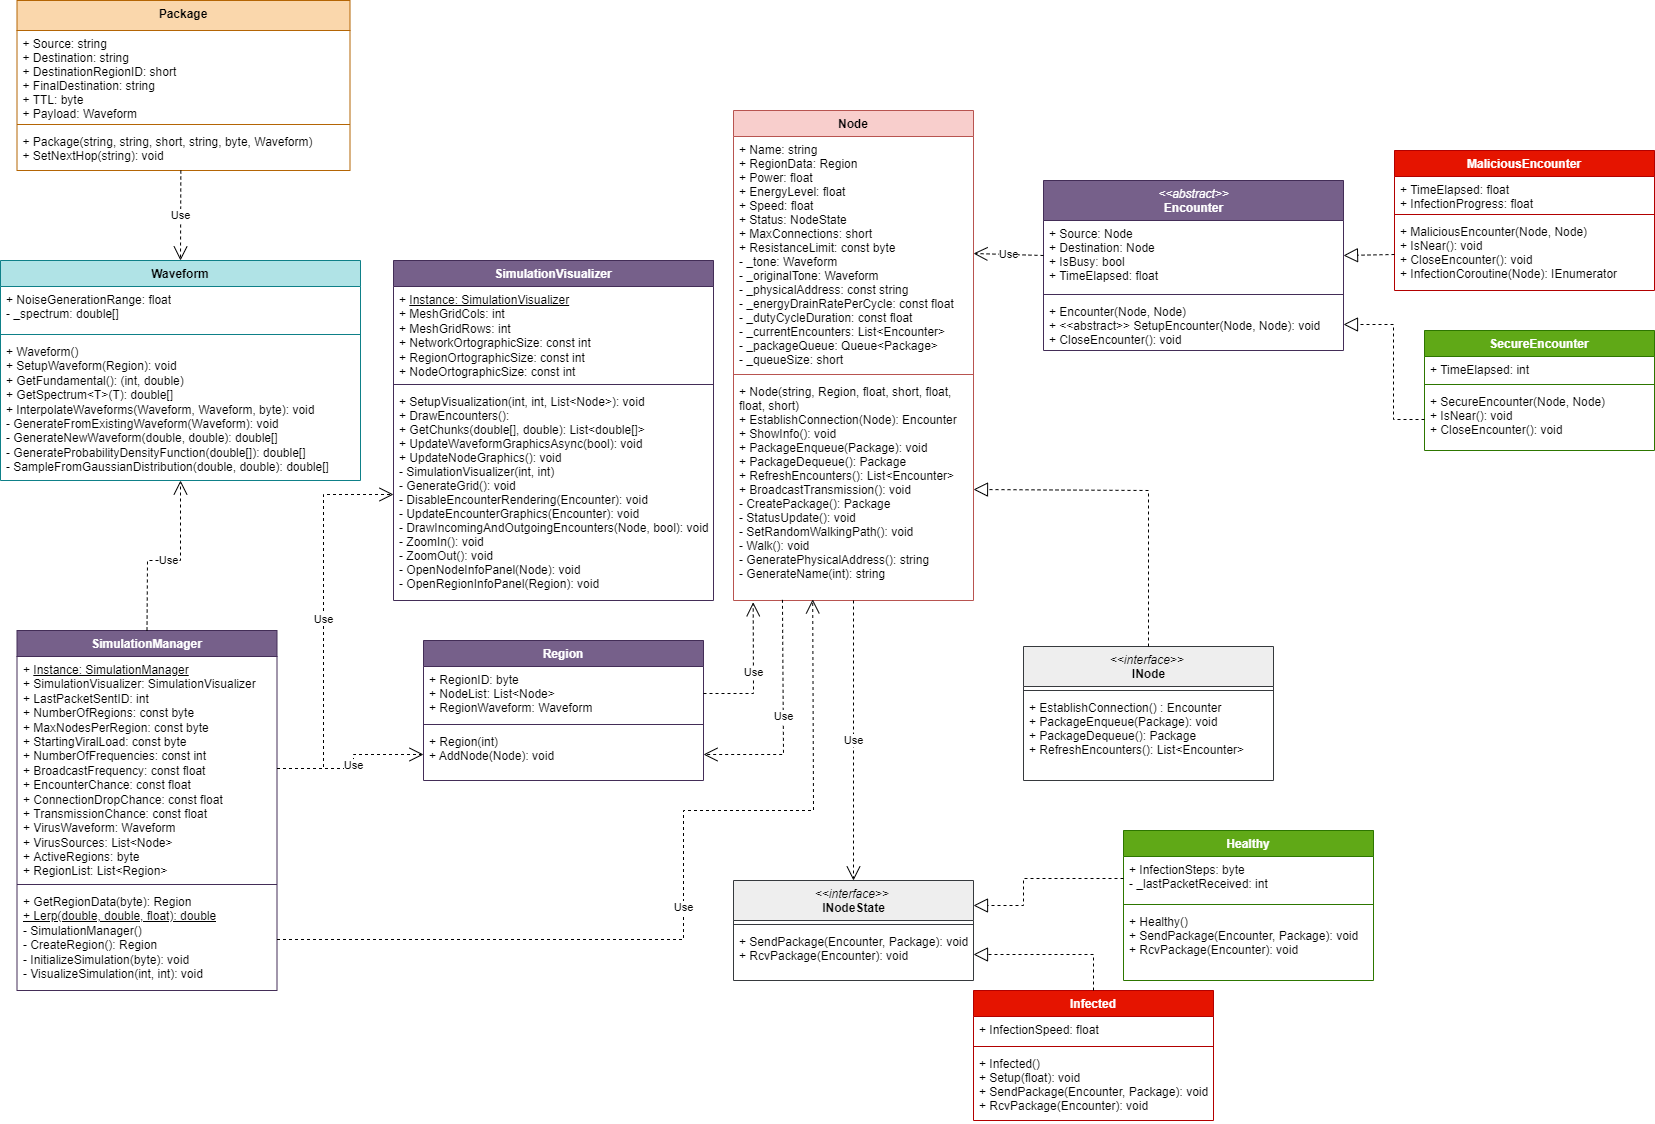 Package
+ Source: string
+ Destination: string
+ DestinationRegionID: short
+ FinalDestination: string
+ TTL: byte
+ Payload: Waveform
+ Package(string, string, short, string, byte, Waveform)
+ SetNextHop(string): void
Use
Waveform
+ NoiseGenerationRange: float
- _spectrum: double[]
+ Waveform()
+ SetupWaveform(Region): void
+ GetFundamental(): (int, double)
+ GetSpectrum<T>(T): double[]
+ InterpolateWaveforms(Waveform, Waveform, byte): void
- GenerateFromExistingWaveform(Waveform): void
- GenerateNewWaveform(double, double): double[]
- GenerateProbabilityDensityFunction(double[]): double[]
- SampleFromGaussianDistribution(double, double): double[]
Use
SimulationManager
+ Instance: SimulationManager
+ SimulationVisualizer: SimulationVisualizer
+ LastPacketSentID: int
+ NumberOfRegions: const byte
+ MaxNodesPerRegion: const byte
+ StartingViralLoad: const byte
+ NumberOfFrequencies: const int
+ BroadcastFrequency: const float
+ EncounterChance: const float
+ ConnectionDropChance: const float
+ TransmissionChance: const float
+ VirusWaveform: Waveform
+ VirusSources: List<Node>
+ ActiveRegions: byte
+ RegionList: List<Region>
+ GetRegionData(byte): Region
+ Lerp(double, double, float): double
- SimulationManager()
- CreateRegion(): Region
- InitializeSimulation(byte): void
- VisualizeSimulation(int, int): void
SimulationVisualizer
+ Instance: SimulationVisualizer
+ MeshGridCols: int
+ MeshGridRows: int
+ NetworkOrtographicSize: const int
+ RegionOrtographicSize: const int
+ NodeOrtographicSize: const int
+ SetupVisualization(int, int, List<Node>): void
+ DrawEncounters():
+ GetChunks(double[], double): List<double[]>
+ UpdateWaveformGraphicsAsync(bool): void
+ UpdateNodeGraphics(): void
- SimulationVisualizer(int, int)
- GenerateGrid(): void
- DisableEncounterRendering(Encounter): void
- UpdateEncounterGraphics(Encounter): void
- DrawIncomingAndOutgoingEncounters(Node, bool): void
- ZoomIn(): void
- ZoomOut(): void
- OpenNodeInfoPanel(Node): void
- OpenRegionInfoPanel(Region): void
Use
Use
Region
+ RegionID: byte
+ NodeList: List<Node>
+ RegionWaveform: Waveform
+ Region(int)
+ AddNode(Node): void
Use
Use
Use
Use
Node
+ Name: string
+ RegionData: Region
+ Power: float
+ EnergyLevel: float
+ Speed: float
+ Status: NodeState
+ MaxConnections: short
+ ResistanceLimit: const byte
- _tone: Waveform
- _originalTone: Waveform
- _physicalAddress: const string
- _energyDrainRatePerCycle: const float
- _dutyCycleDuration: const float
- _currentEncounters: List<Encounter>
- _packageQueue: Queue<Package>
- _queueSize: short
+ Node(string, Region, float, short, float,
float, short)
+ EstablishConnection(Node): Encounter
+ ShowInfo(): void
+ PackageEnqueue(Package): void
+ PackageDequeue(): Package
+ RefreshEncounters(): List<Encounter>
+ BroadcastTransmission(): void
- CreatePackage(): Package
- StatusUpdate(): void
- SetRandomWalkingPath(): void
- Walk(): void
- GeneratePhysicalAddress(): string
- GenerateName(int): string
Use
<<abstract>>
Encounter
+ Source: Node
+ Destination: Node
+ IsBusy: bool
+ TimeElapsed: float
+ Encounter(Node, Node)
+ <<abstract>> SetupEncounter(Node, Node): void
+ CloseEncounter(): void
MaliciousEncounter
+ TimeElapsed: float
+ InfectionProgress: float
+ MaliciousEncounter(Node, Node)
+ IsNear(): void
+ CloseEncounter(): void
+ InfectionCoroutine(Node): IEnumerator
SecureEncounter
+ TimeElapsed: int
+ SecureEncounter(Node, Node)
+ IsNear(): void
+ CloseEncounter(): void
<<interface>>
INode
+ EstablishConnection() : Encounter
+ PackageEnqueue(Package): void
+ PackageDequeue(): Package
+ RefreshEncounters(): List<Encounter>
<<interface>>
INodeState
+ SendPackage(Encounter, Package): void
+ RcvPackage(Encounter): void
Healthy
+ InfectionSteps: byte
- _lastPacketReceived: int
+ Healthy()
+ SendPackage(Encounter, Package): void
+ RcvPackage(Encounter): void
Infected
+ InfectionSpeed: float
+ Infected()
+ Setup(float): void
+ SendPackage(Encounter, Package): void
+ RcvPackage(Encounter): void